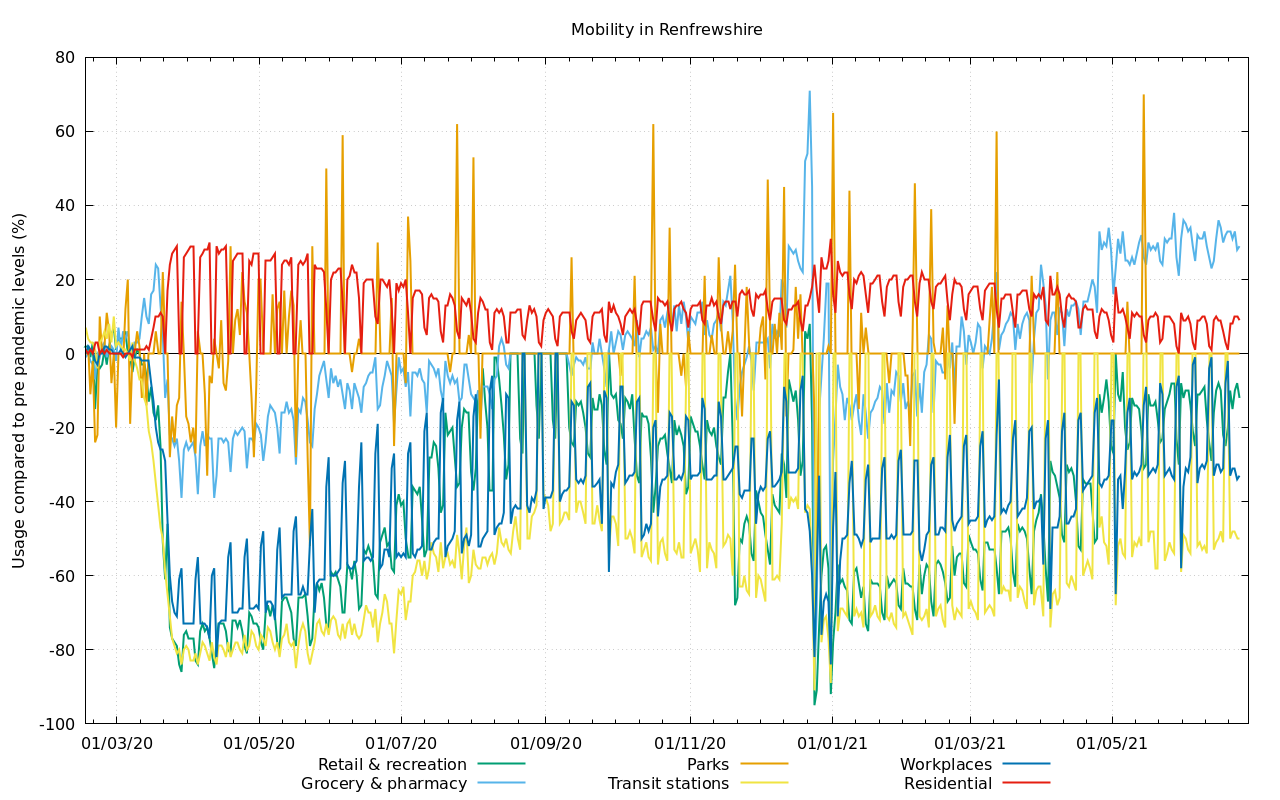 Mobility in Renfrewshire
Usage compared to pre pandemic levels (%)
80
60
40
20
0
-20
-40
-60
-80
-100
01/03/20 01/05/20 01/07/20 01/09/20 01/11/20 01/01/21 01/03/21 01/05/21
Retail & recreation Parks Workplaces
Grocery & pharmacy Transit stations Residential